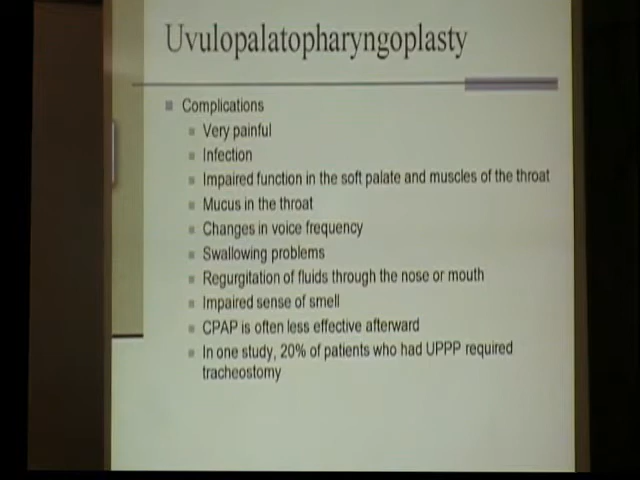 Uvulopalatopharyngoplasty
Complications
Very painful
Infection
Impaired function in the soft palate and muscles of the throat
Mucus in the throat
Changes in voice frequency
Swallowing problems
Regurgitation of fluids through the nose or mouth
Impaired sense of smell
CPAP is often less effective afterward
In one study, 20% of patients who had UPPP required
tracheostomy